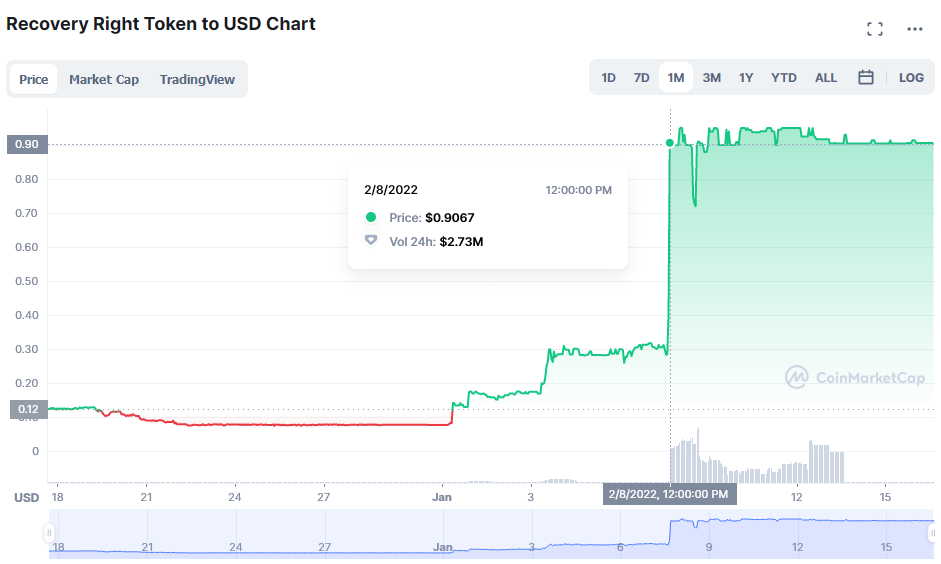 Recovery Right Token to USD Chart
Price Market Cap TradingView
1D 7D 1M 3M 1Y YTD ALL LOG
0.90
0.80
0.70
0.60
0.50
0.40
0.30
0.20
0.12
0
2/8/2022 12:00:00 PM
Price: $0.9067
Vol 24h: $2.73M
CoinMarketCap
USD 18 21 24 27 Jan 3 2/8/2022, 12:00:00 PM 12 15
18 21 24 27 Jan 3 6 9 12 15